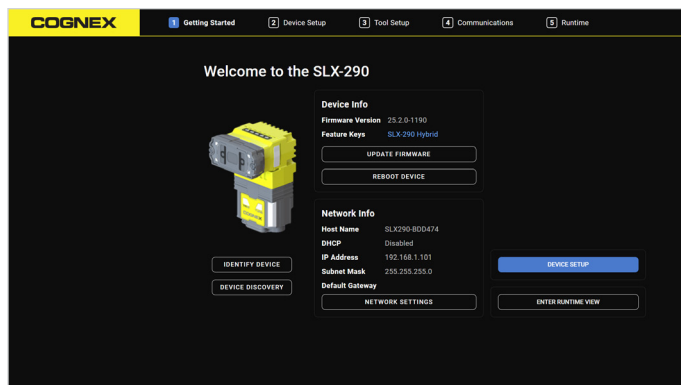 COGNEX
1 Getting Started
2 Device Setup
3 Tool Setup
4 Communications
5 Runtime
Welcome to the SLX-290
Device Info
Firmware Version 25.2.0-1190
Feature Keys SLX-290 Hybrid
UPDATE FIRMWARE
REBOOT DEVICE
Network Info
Host Name SLX290-BDD474
DHCP Disabled
IP Address 192.168.1.101
Subnet Mask 255.255.255.0
Default Gateway
NETWORK SETTINGS
IDENTIFY DEVICE
DEVICE DISCOVERY
DEVICE SETUP
ENTER RUNTIME VIEW